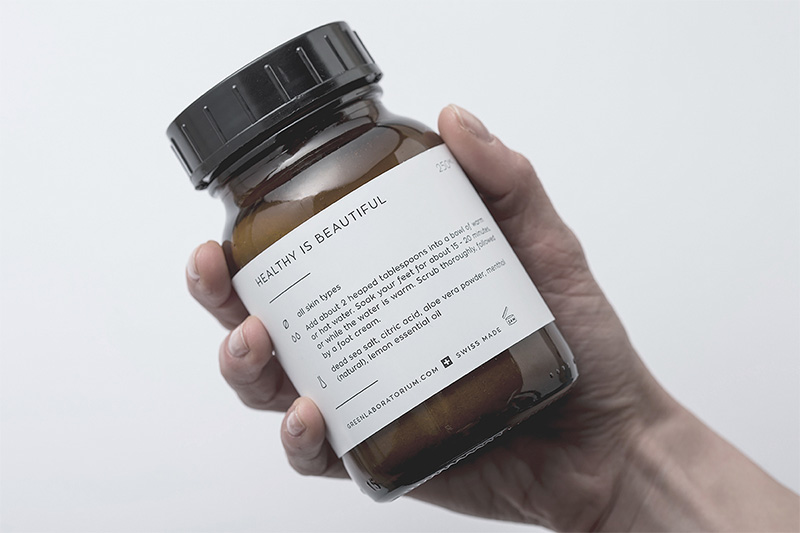 HEALTHY IS BEAUTIFUL
all skin types
Add about 2 heaped tablespoons into a bowl of warm
or hot water. Soak your feet for about 15 - 20 minutes,
or while the water is warm. Scrub thoroughly, followed
by a foot cream.
dead sea salt, citric acid, aloe vera powder, menthol
(natural), lemon essential oil
GREENLABORATORIUM.COM SWISS MADE